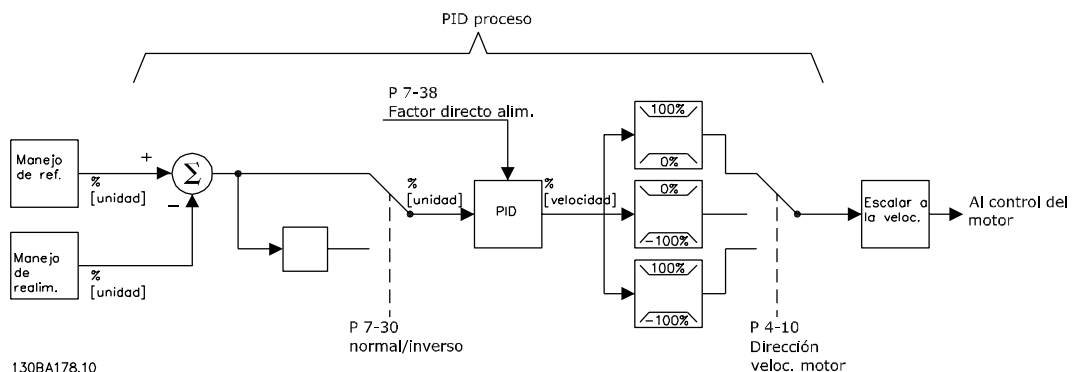 PID proceso
P 7-38
Factor directo alim.
Manejo
de ref.
+
%
[unidad]
Σ
−
Manejo
de
realim.
%
[unidad]
P 7-30
normal/inverso
%
[unidad]
PID
%
[velocidad]
100%
0%
0%
−100%
100%
−100%
P 4-10
Dirección
veloc. motor
Escalar a
la veloc.
Al control del
motor
130BA178.10